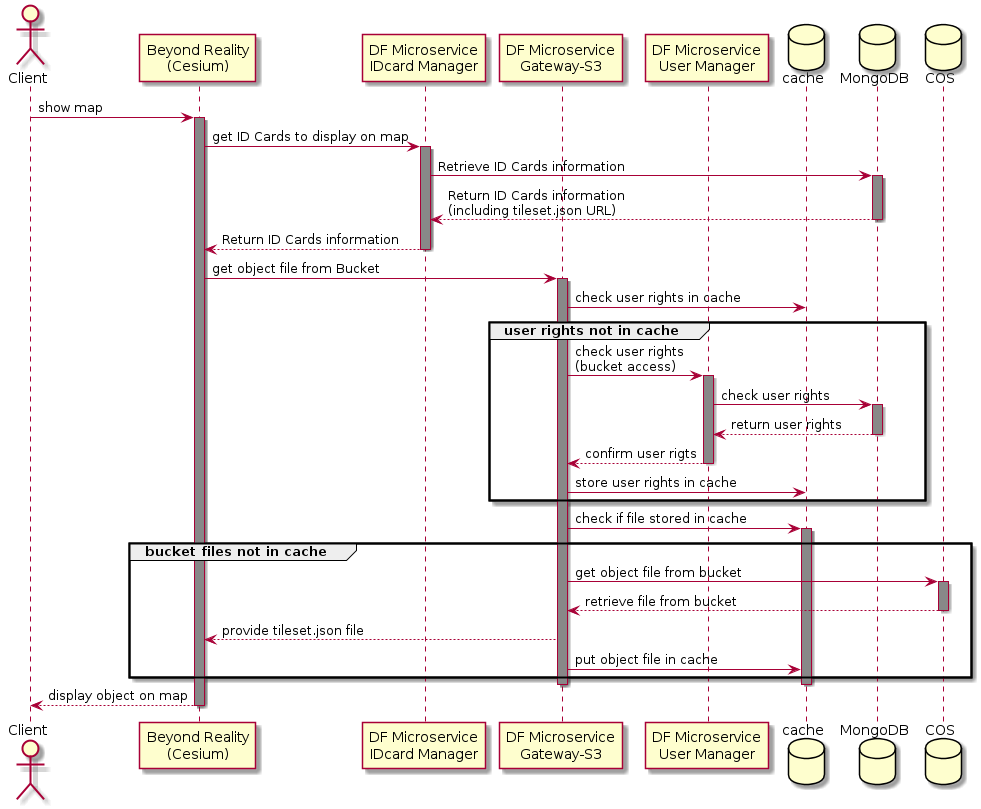 Client
Beyond Reality
(Cesium)
DF Microservice
IDcard Manager
DF Microservice
Gateway-S3
DF Microservice
User Manager
cache
MongoDB
COS
show map
get ID Cards to display on map
Retrieve ID Cards information
Return ID Cards information
(including tileset.json URL)
Return ID Cards information
get object file from Bucket
check user rights in cache
user rights not in cache
check user rights
(bucket access)
check user rights
return user rights
confirm user rigts
store user rights in cache
check if file stored in cache
bucket files not in cache
get object file from bucket
retrieve file from bucket
provide tileset.json file
put object file in cache
display object on map
Client
Beyond Reality
(Cesium)
DF Microservice
IDcard Manager
DF Microservice
Gateway-S3
DF Microservice
User Manager
cache
MongoDB
COS